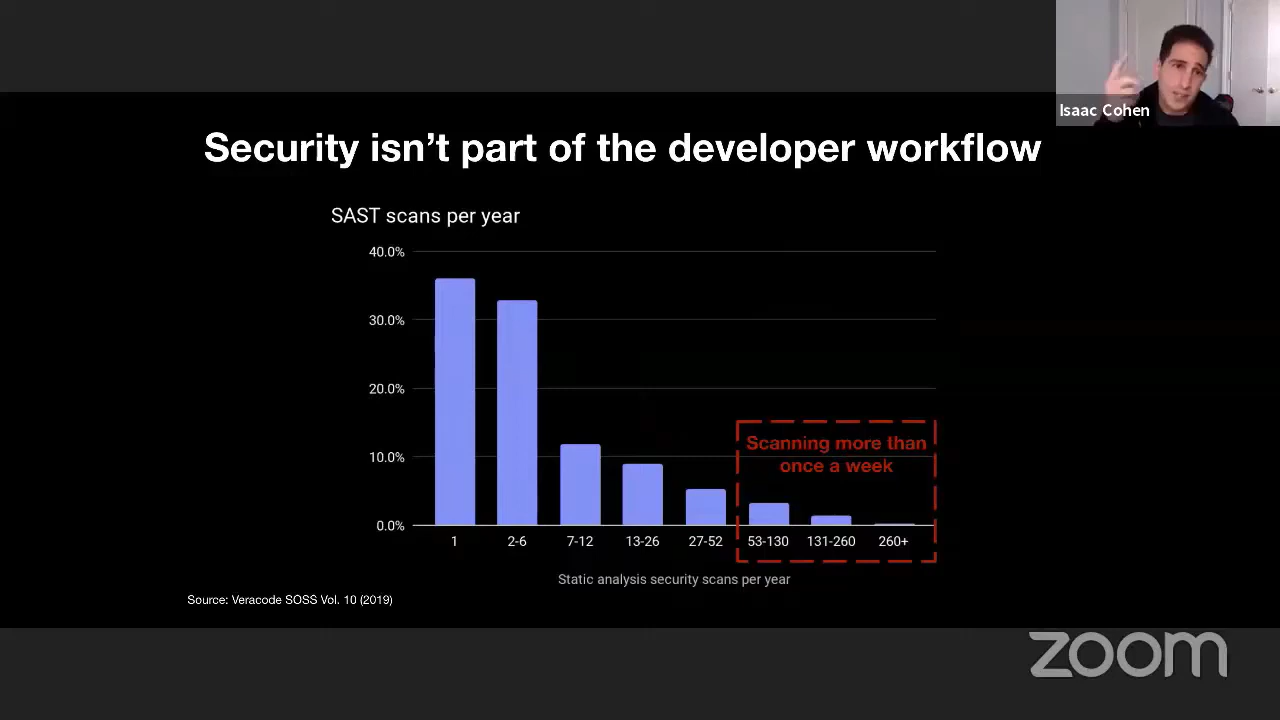 Isaac Cohen
Security isn’t part of the developer workflow
SAST scans per year
40.0%
30.0%
20.0%
10.0%
0.0%
Scanning more than
once a week
1 2-6 7-12 13-26 27-52 53-130 131-260 260+
Static analysis security scans per year
Source: Veracode SOSS Vol. 10 (2019)
zoom